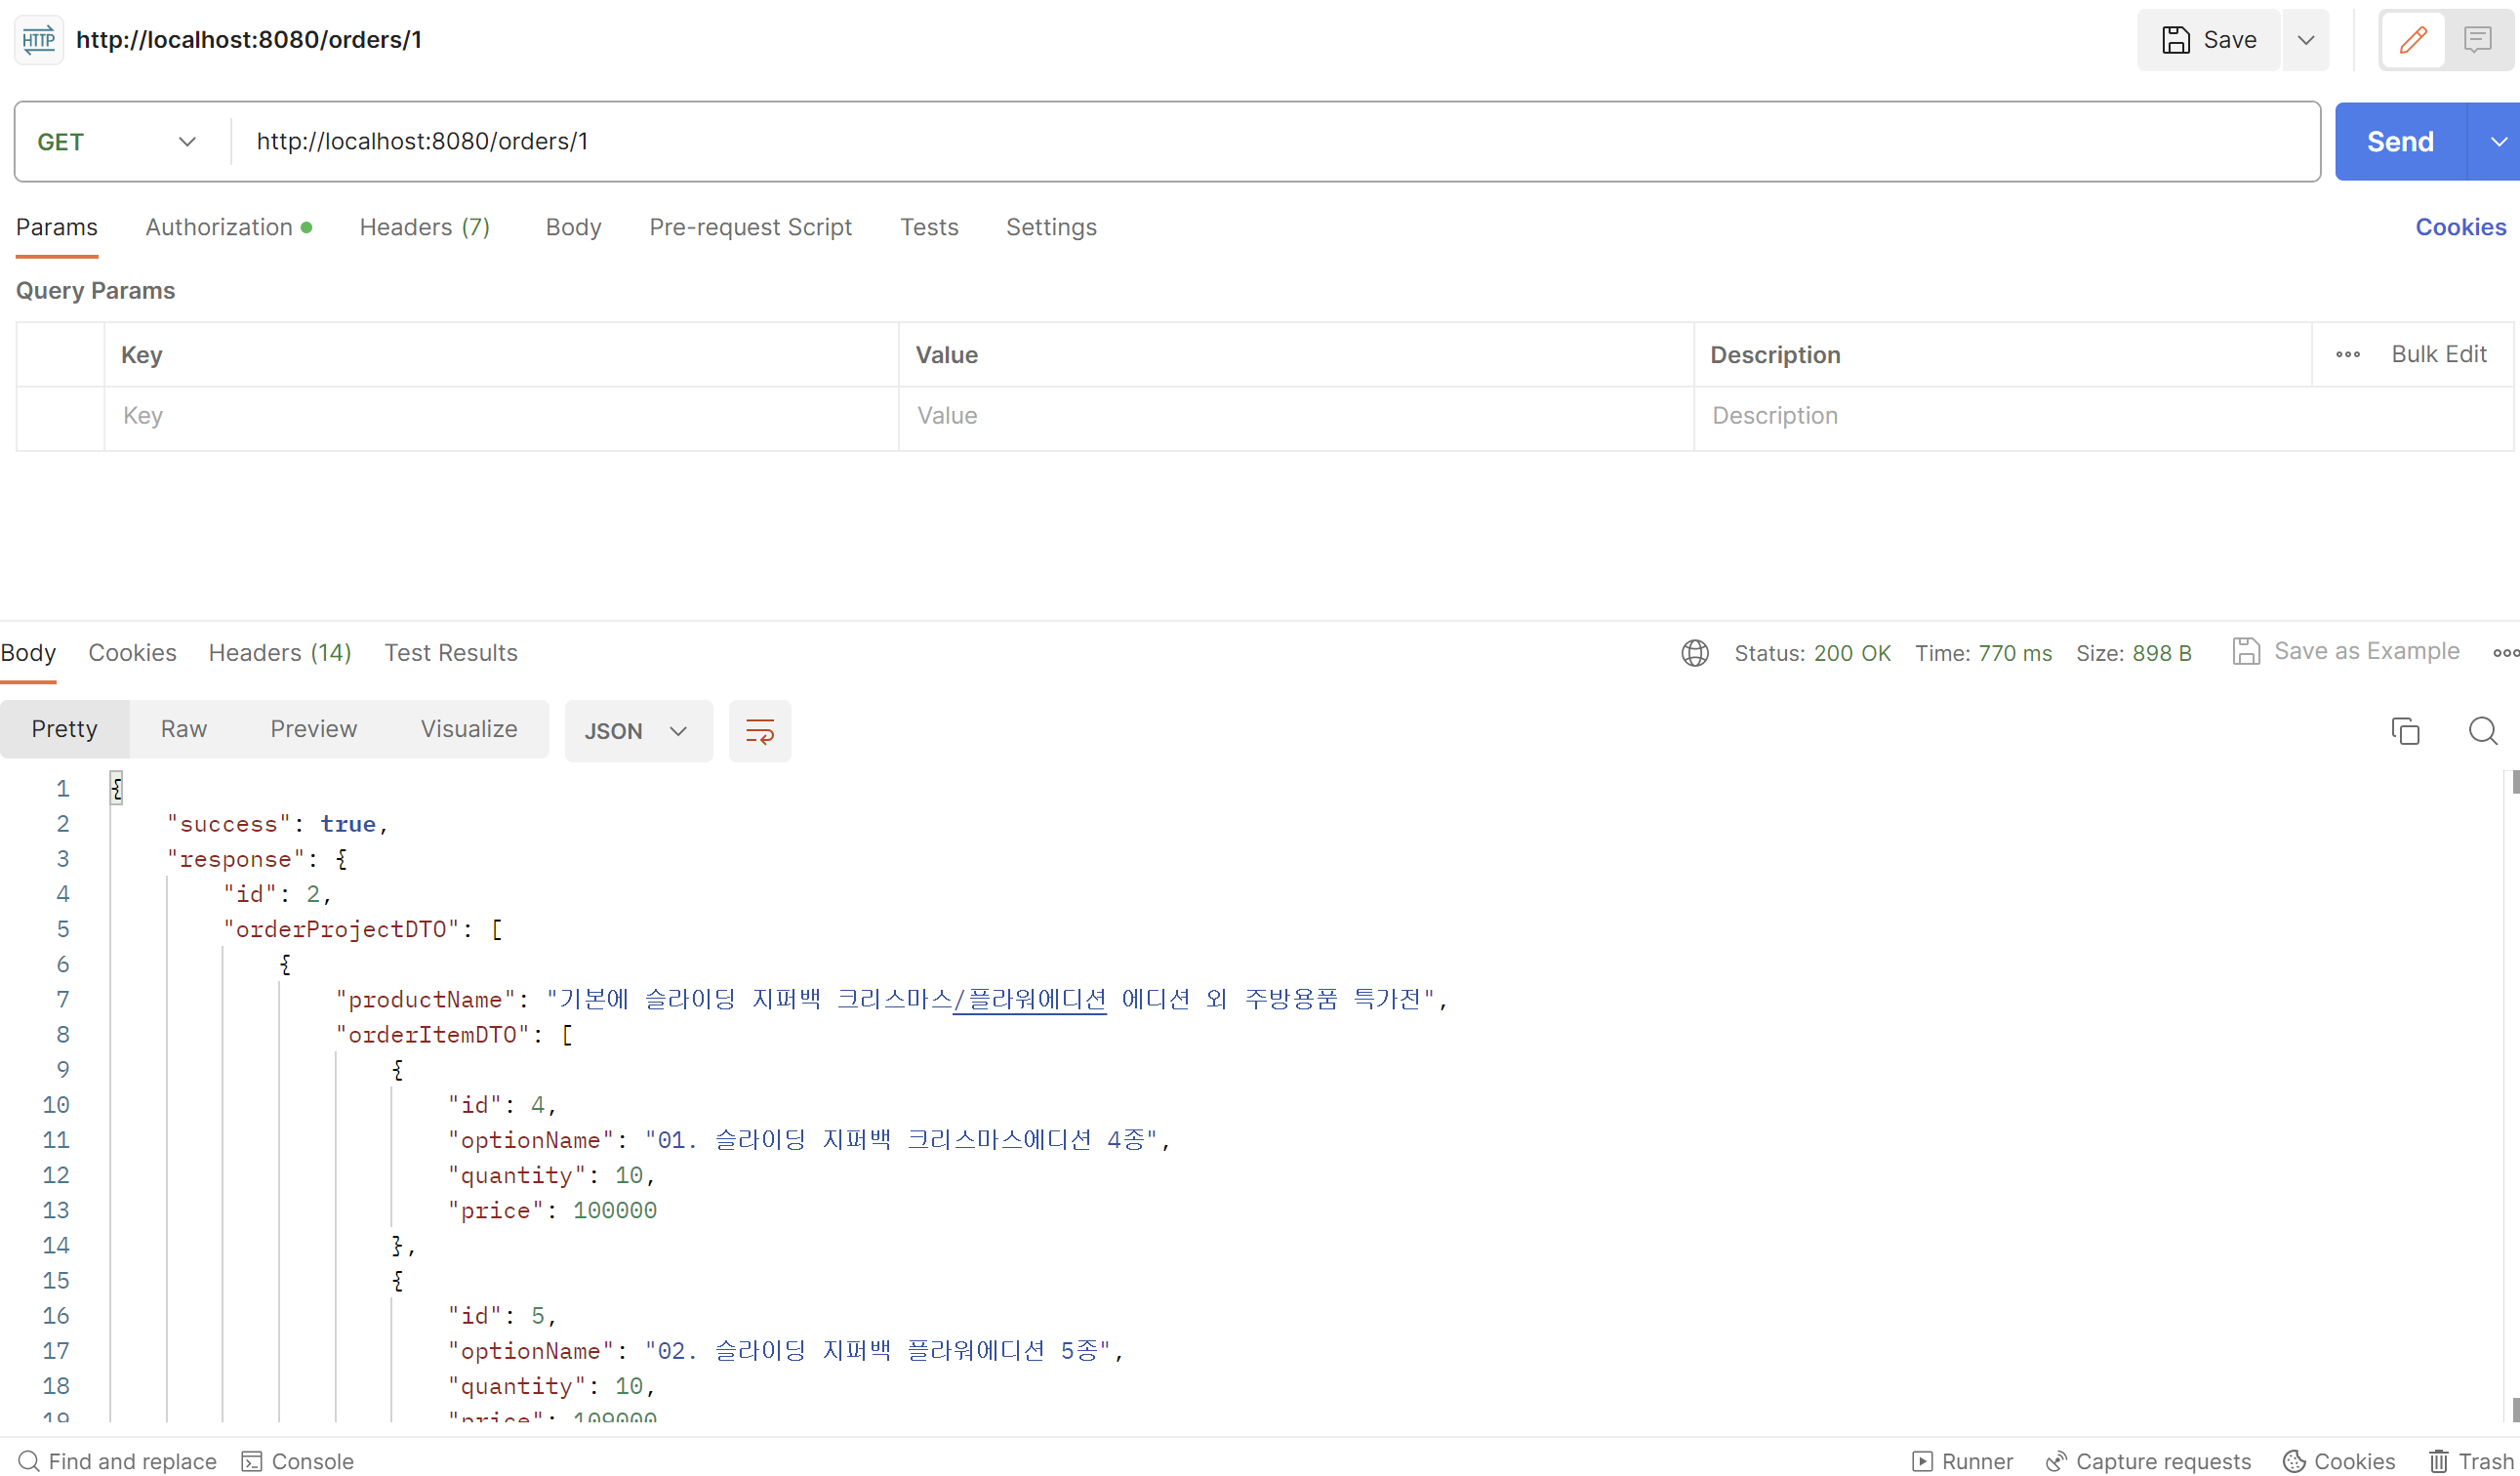 HTTP http://localhost:8080/orders/1 Save
GET http://localhost:8080/orders/1 Send
Params Authorization Headers (7) Body Pre-request Script Tests Settings Cookies
Query Params
Key Value Description Bulk Edit
Key Value Description
Body Cookies Headers (14) Test Results Status: 200 OK Time: 770 ms Size: 898 B Save as Example
Pretty Raw Preview Visualize JSON
1 {
2 "success": true,
3 "response": {
4 "id": 2,
5 "orderProjectDTO": [
6 {
7 "productName": "기본에 슬라이딩 지퍼백 크리스마스/플라워에디션 에디션 외 주방용품 특가전",
8 "orderItemDTO": [
9 {
10 "id": 4,
11 "optionName": "01. 슬라이딩 지퍼백 크리스마스에디션 4종",
12 "quantity": 10,
13 "price": 100000
14 },
15 {
16 "id": 5,
17 "optionName": "02. 슬라이딩 지퍼백 플라워에디션 5종",
18 "quantity": 10,
19 "price": 109000
Find and replace Console Runner Capture requests Cookies Trash